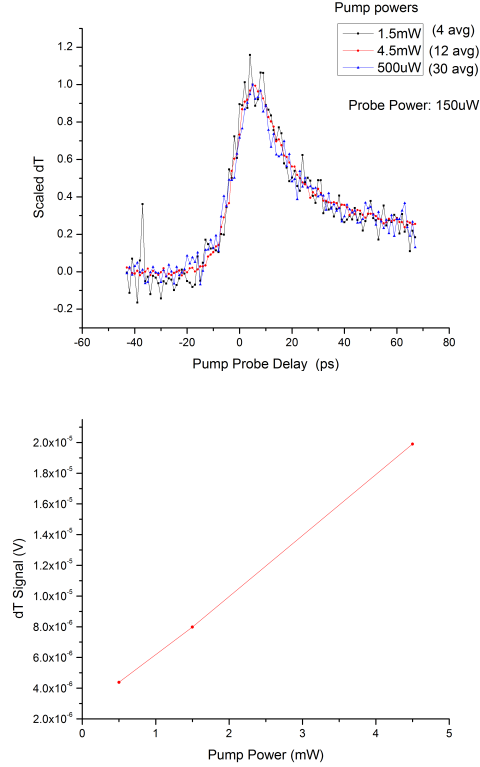 Pump powers
1.5mW (4 avg)
4.5mW (12 avg)
500uW (30 avg)
Probe Power: 150uW
Scaled dT
1.2
1.0
0.8
0.6
0.4
0.2
0.0
-0.2
-60 -40 -20 0 20 40 60 80
Pump Probe Delay (ps)
dT Signal (V)
2.0x10⁻⁵
1.8x10⁻⁵
1.6x10⁻⁵
1.4x10⁻⁵
1.2x10⁻⁵
1.0x10⁻⁵
8.0x10⁻⁶
6.0x10⁻⁶
4.0x10⁻⁶
2.0x10⁻⁶
0 1 2 3 4 5
Pump Power (mW)